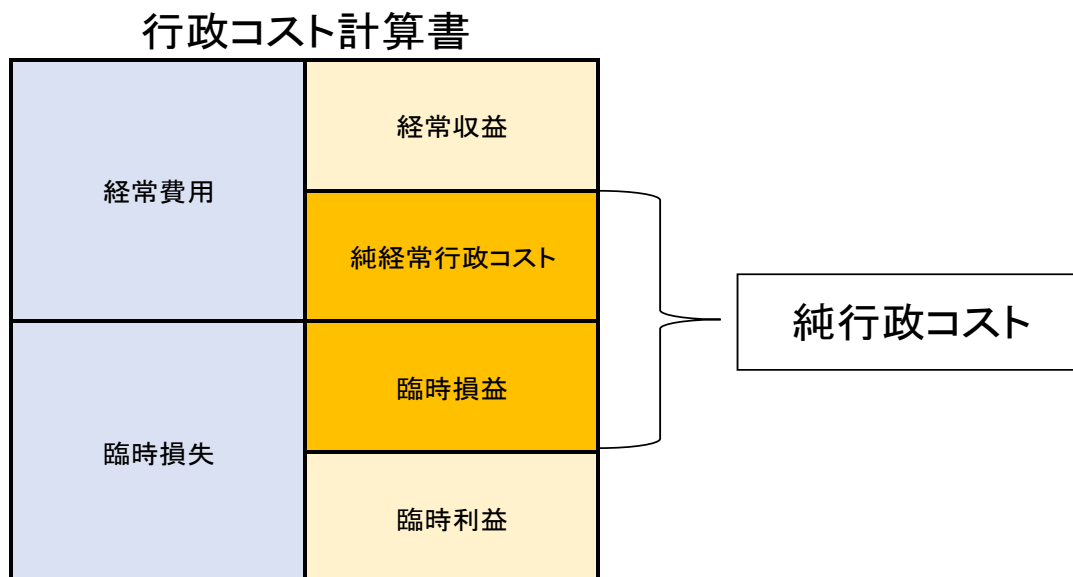 行政コスト計算書
経常費用
経常収益
純経常行政コスト
臨時損失
臨時損益
臨時利益
純行政コスト